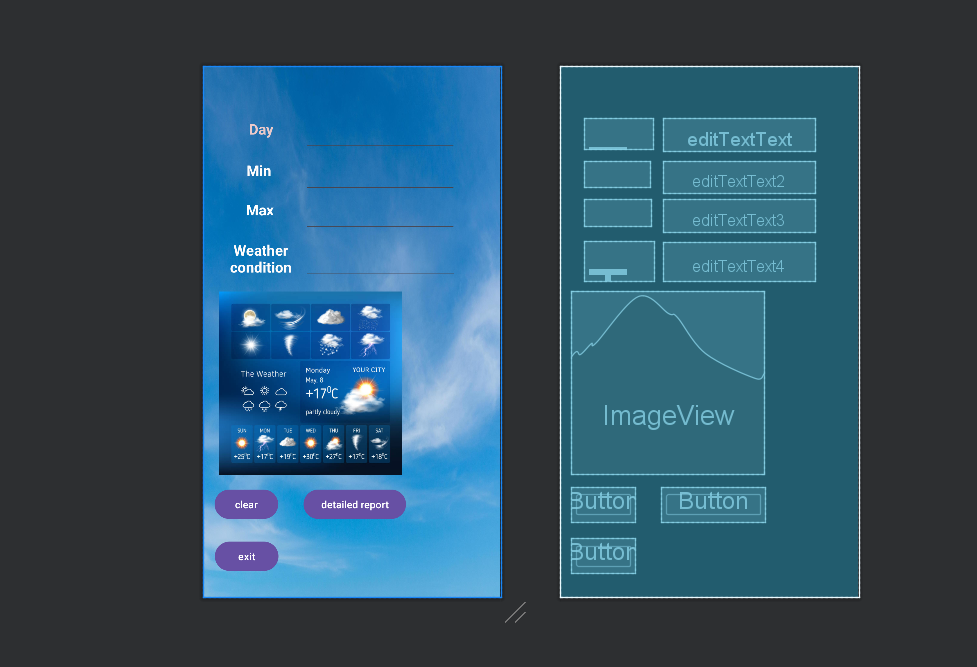 Day
Min
Max
Weather
condition
The Weather
Monday
May, 8
+17°C
partly cloudy
YOUR CITY
SUN MON TUE WED THU FRI SAT
+25°C +17°C +19°C +30°C +27°C +17°C +18°C
clear
detailed report
exit
editTextText
editTextText2
editTextText3
editTextText4
ImageView
Button
Button
Button